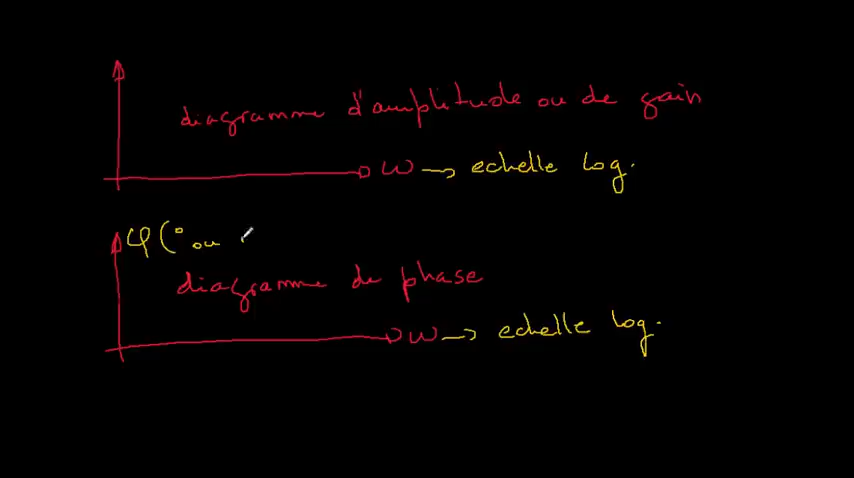 diagramme d'amplitude ou de gain
ω → echelle log.
φ (° ou
diagramme de phase
ω → echelle log.